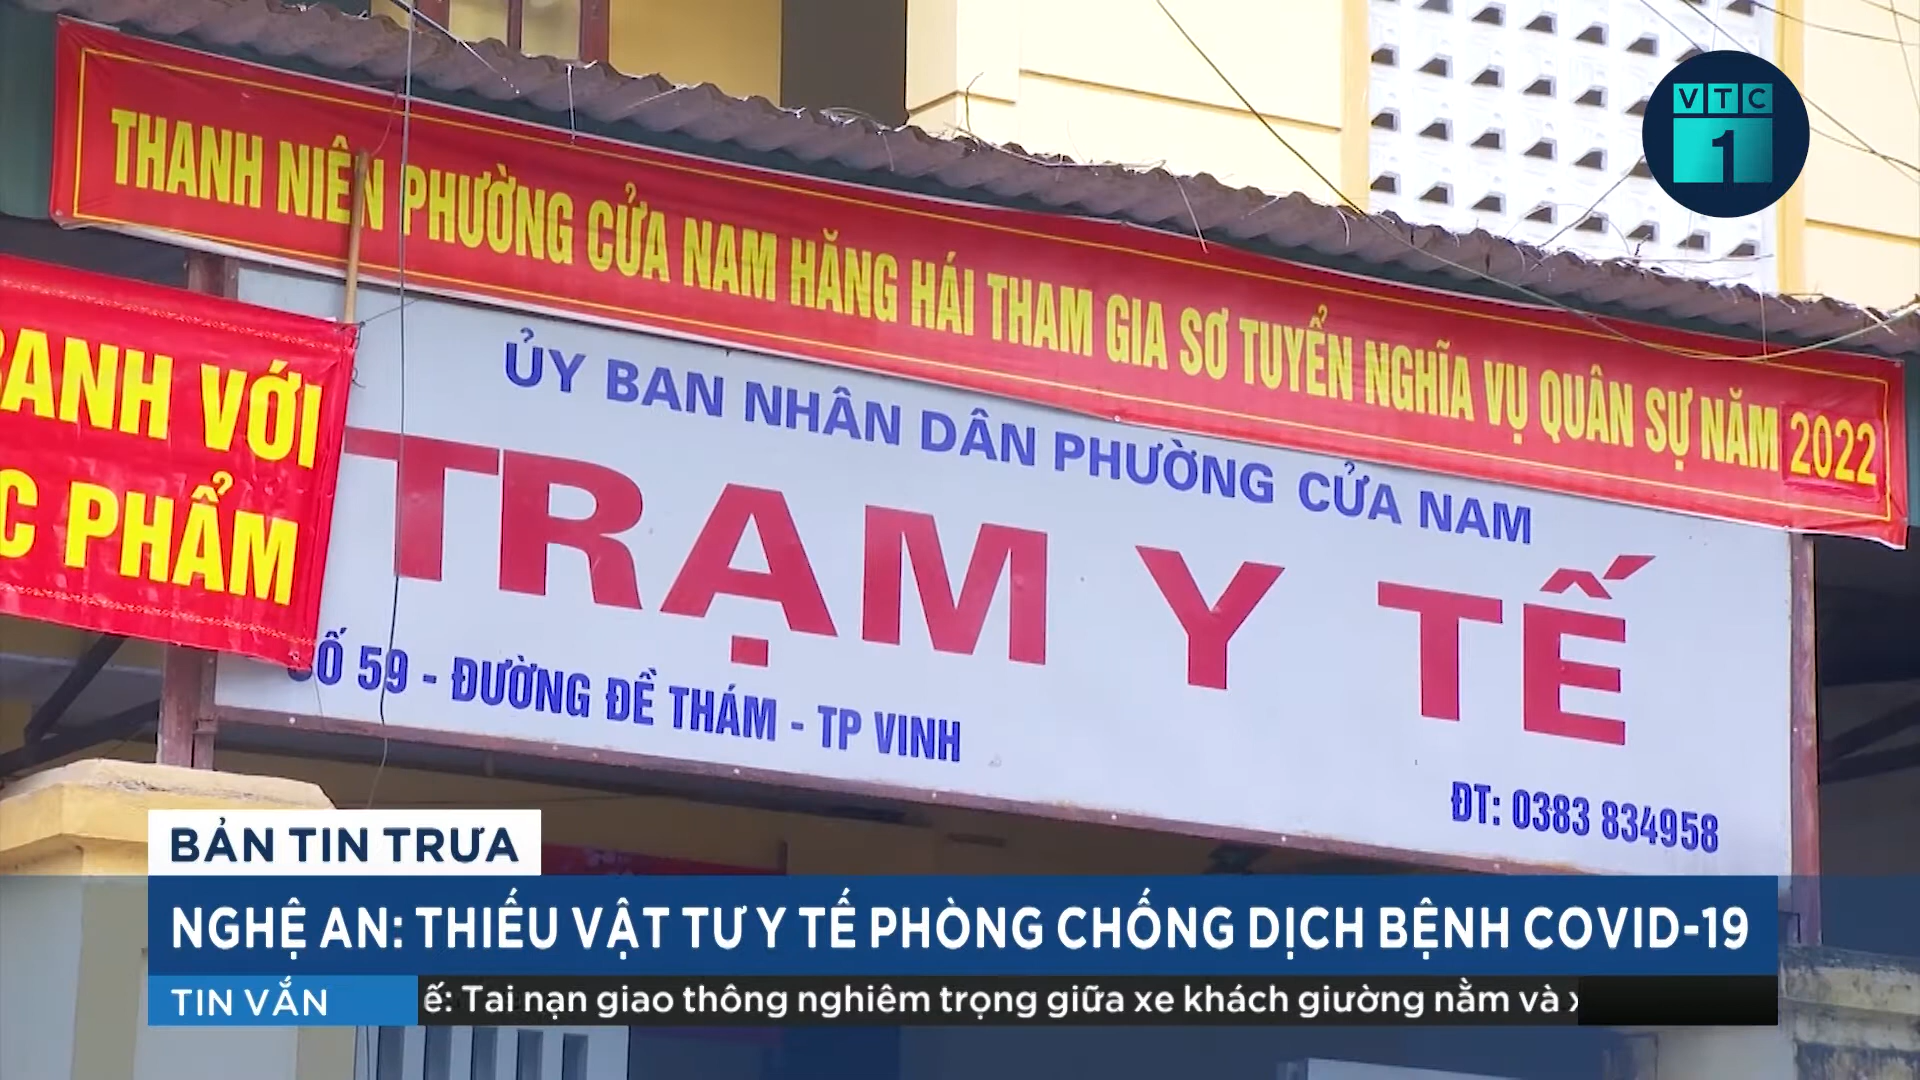 VTC
1
THANH NIÊN PHƯỜNG CỬA NAM HĂNG HÁI THAM GIA SƠ TUYỂN NGHĨA VỤ QUÂN SỰ NĂM 2022
VỚI
PHẨM
ỦY BAN NHÂN DÂN PHƯỜNG CỬA NAM
TRẠM Y TẾ
SỐ 59 - ĐƯỜNG ĐỀ THÁM - TP VINH
ĐT: 0383 834958
BẢN TIN TRƯA
NGHỆ AN: THIẾU VẬT TƯ Y TẾ PHÒNG CHỐNG DỊCH BỆNH COVID-19
TIN VẮN
Tai nạn giao thông nghiêm trọng giữa xe khách giường nằm và